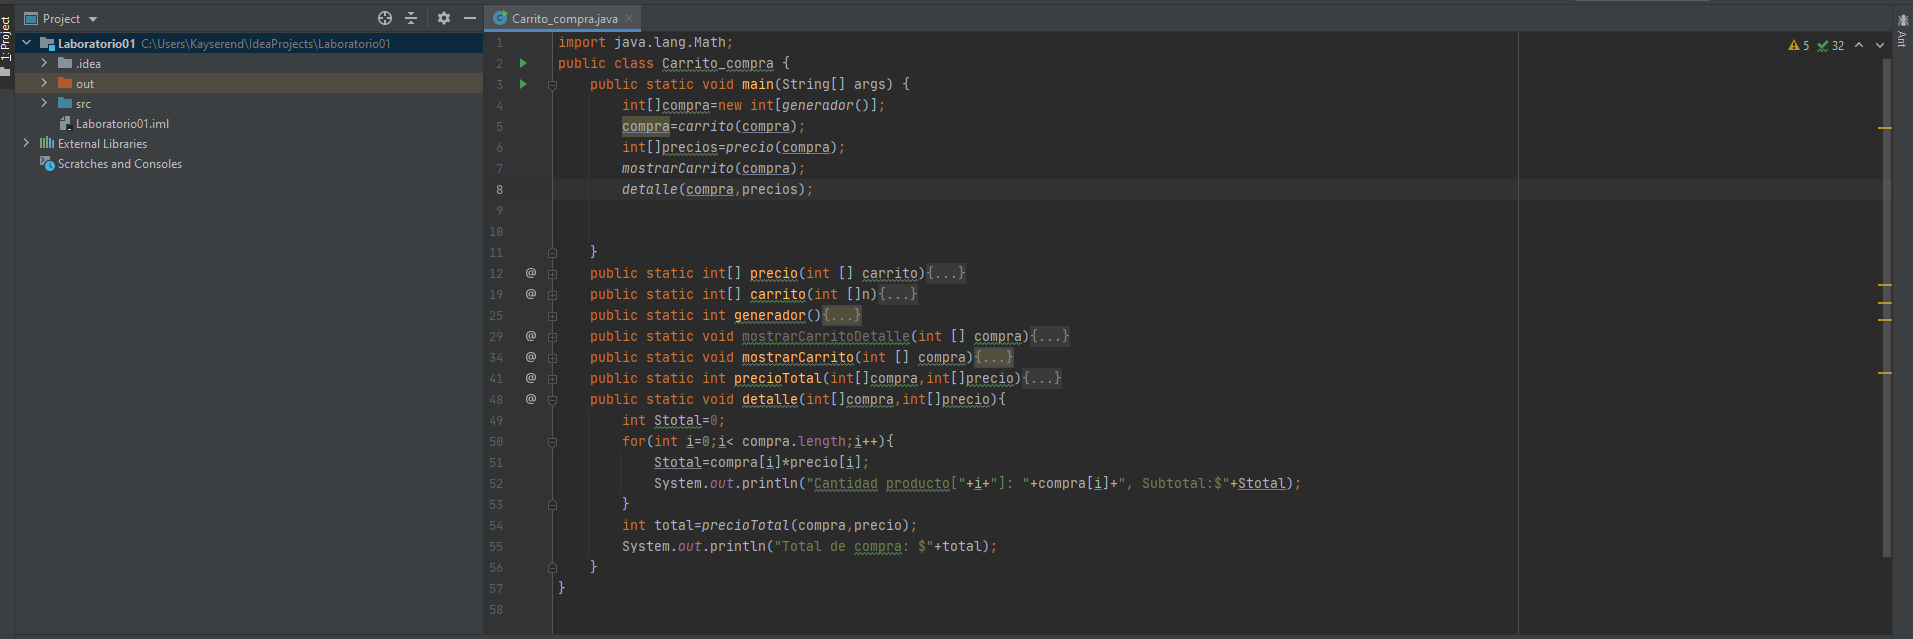 Project
Carrito_compra.java
1: Project
Laboratorio01 C:\Users\Kayserend\IdeaProjects\Laboratorio01
.idea
out
src
Laboratorio01.iml
External Libraries
Scratches and Consoles
5 32
Ant
1 import java.lang.Math;
2 public class Carrito_compra {
3 public static void main(String[] args) {
4 int[]compra=new int[generador()];
5 compra=carrito(compra);
6 int[]precios=precio(compra);
7 mostrarCarrito(compra);
8 detalle(compra,precios);
9
10
11 }
12 @ public static int[] precio(int [] carrito){...}
19 @ public static int[] carrito(int []n){...}
25 public static int generador(){...}
29 @ public static void mostrarCarritoDetalle(int [] compra){...}
34 @ public static void mostrarCarrito(int [] compra){...}
41 @ public static int precioTotal(int[]compra,int[]precio){...}
48 @ public static void detalle(int[]compra,int[]precio){
49 int Stotal=0;
50 for(int i=0;i< compra.length;i++){
51 Stotal=compra[i]*precio[i];
52 System.out.println("Cantidad producto["+i+"]: "+compra[i]+", Subtotal:$"+Stotal);
53 }
54 int total=precioTotal(compra,precio);
55 System.out.println("Total de compra: $"+total);
56 }
57 }
58